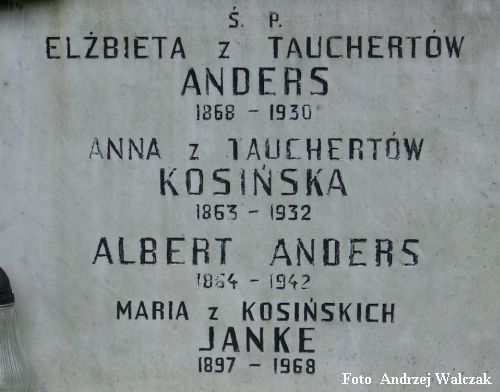 Ś. P.
ELŻBIETA z TAUCHERTÓW
ANDERS
1868 - 1930
ANNA z TAUCHERTÓW
KOSIŃSKA
1863 - 1932
ALBERT ANDERS
1864 - 1942
MARIA z KOSIŃSKICH
JANKE
1897 - 1968
Foto Andrzej Walczak